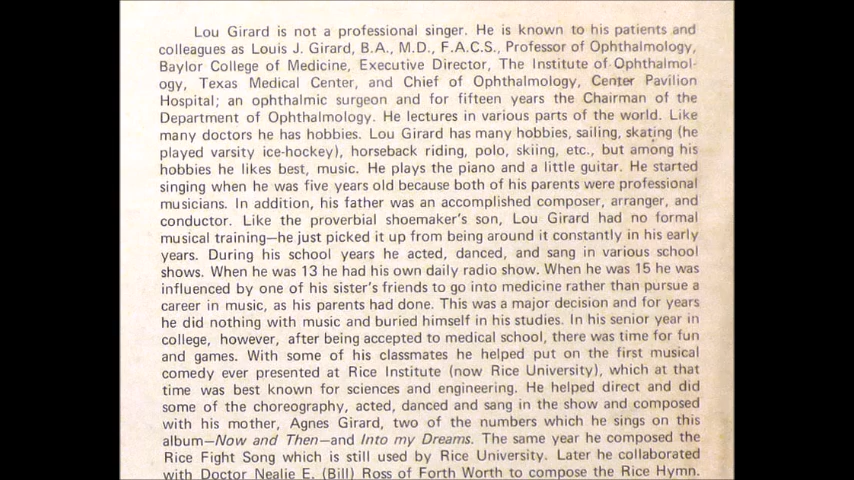 Lou Girard is not a professional singer. He is known to his patients and
colleagues as Louis J. Girard, B.A., M.D., F.A.C.S., Professor of Ophthalmology,
Baylor College of Medicine, Executive Director, The Institute of Ophthalmol-
ogy, Texas Medical Center, and Chief of Ophthalmology, Center Pavilion
Hospital; an ophthalmic surgeon and for fifteen years the Chairman of the
Department of Ophthalmology. He lectures in various parts of the world. Like
many doctors he has hobbies. Lou Girard has many hobbies, sailing, skating (he
played varsity ice-hockey), horseback riding, polo, skiing, etc., but among his
hobbies he likes best, music. He plays the piano and a little guitar. He started
singing when he was five years old because both of his parents were professional
musicians. In addition, his father was an accomplished composer, arranger, and
conductor. Like the proverbial shoemaker's son, Lou Girard had no formal
musical training—he just picked it up from being around it constantly in his early
years. During his school years he acted, danced, and sang in various school
shows. When he was 13 he had his own daily radio show. When he was 15 he was
influenced by one of his sister's friends to go into medicine rather than pursue a
career in music, as his parents had done. This was a major decision and for years
he did nothing with music and buried himself in his studies. In his senior year in
college, however, after being accepted to medical school, there was time for fun
and games. With some of his classmates he helped put on the first musical
comedy ever presented at Rice Institute (now Rice University), which at that
time was best known for sciences and engineering. He helped direct and did
some of the choreography, acted, danced and sang in the show and composed
with his mother, Agnes Girard, two of the numbers which he sings on this
album—Now and Then—and Into my Dreams. The same year he composed the
Rice Fight Song which is still used by Rice University. Later he collaborated
with Doctor Nealie E. (Bill) Ross of Forth Worth to compose the Rice Hymn.